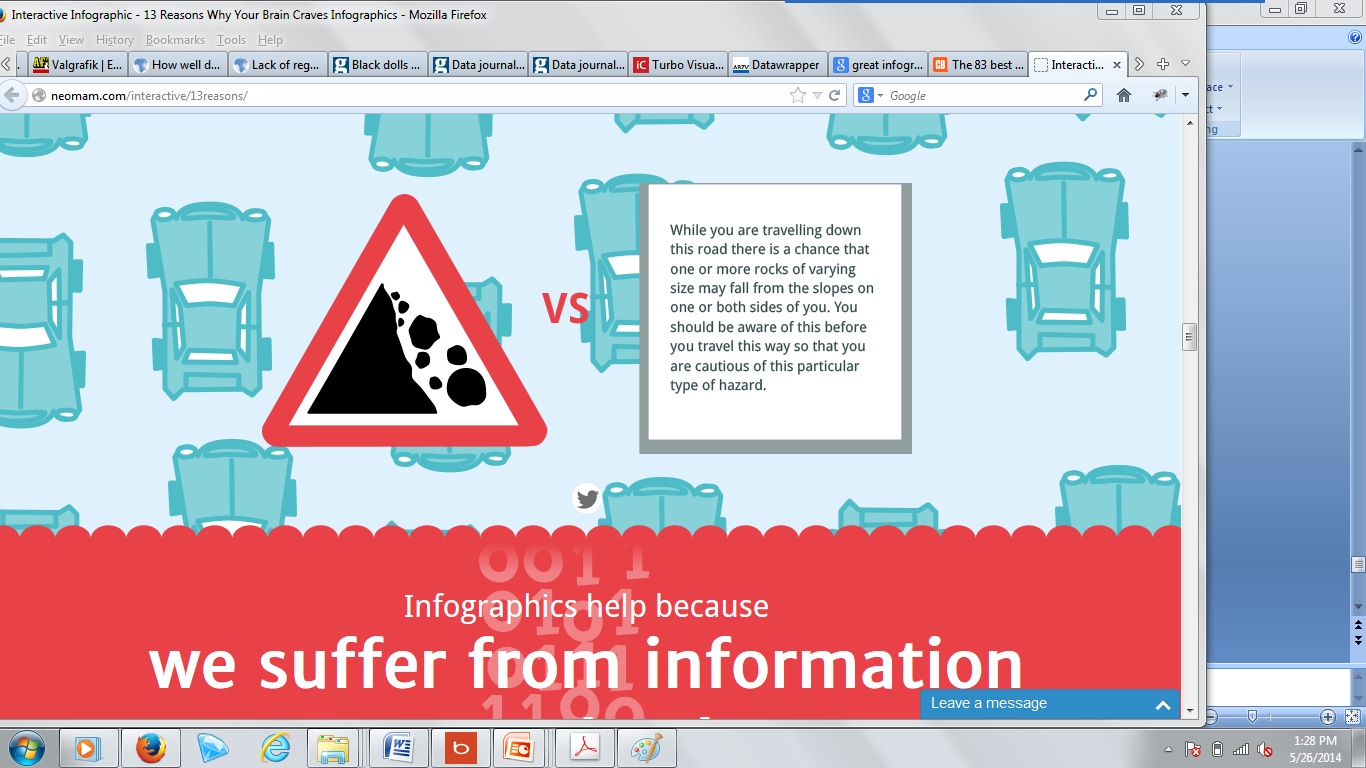 Interactive Infographic - 13 Reasons Why Your Brain Craves Infographics - Mozilla Firefox
File Edit View History Bookmarks Tools Help
Valgrafik | E... How well d... Lack of reg... Black dolls ... Data journal... Data journal... iC Turbo Visua... Datawrapper great infogr... The 83 best ... Interacti...
neomam.com/interactive/13reasons/ Google
While you are travelling down
this road there is a chance that
one or more rocks of varying
size may fall from the slopes on
one or both sides of you. You
should be aware of this before
you travel this way so that you
are cautious of this particular
type of hazard.
VS
0011
Infographics help because
0101
we suffer from information
0111
1100
Leave a message
1:28 PM
5/26/2014